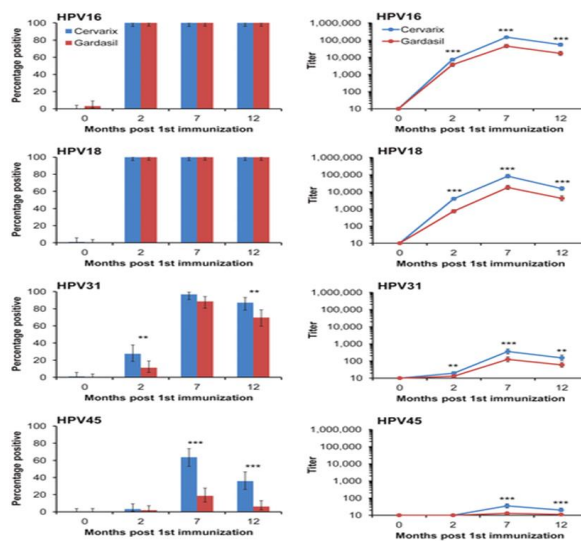 HPV16
Percentage positive
100
80
60
40
20
0
Cervarix
Gardasil
0 2 7 12
Months post 1st immunization
HPV16
Titer
1,000,000
100,000
10,000
1,000
100
10
Cervarix
Gardasil
*** *** ***
0 2 7 12
Months post 1st immunization
HPV18
Percentage positive
100
80
60
40
20
0
0 2 7 12
Months post 1st immunization
HPV18
Titer
1,000,000
100,000
10,000
1,000
100
10
*** *** ***
0 2 7 12
Months post 1st immunization
HPV31
Percentage positive
100
80
60
40
20
0
** **
0 2 7 12
Months post 1st immunization
HPV31
Titer
1,000,000
100,000
10,000
1,000
100
10
** *** **
0 2 7 12
Months post 1st immunization
HPV45
Percentage positive
100
80
60
40
20
0
*** ***
0 2 7 12
Months post 1st immunization
HPV45
Titer
1,000,000
100,000
10,000
1,000
100
10
*** ***
0 2 7 12
Months post 1st immunization